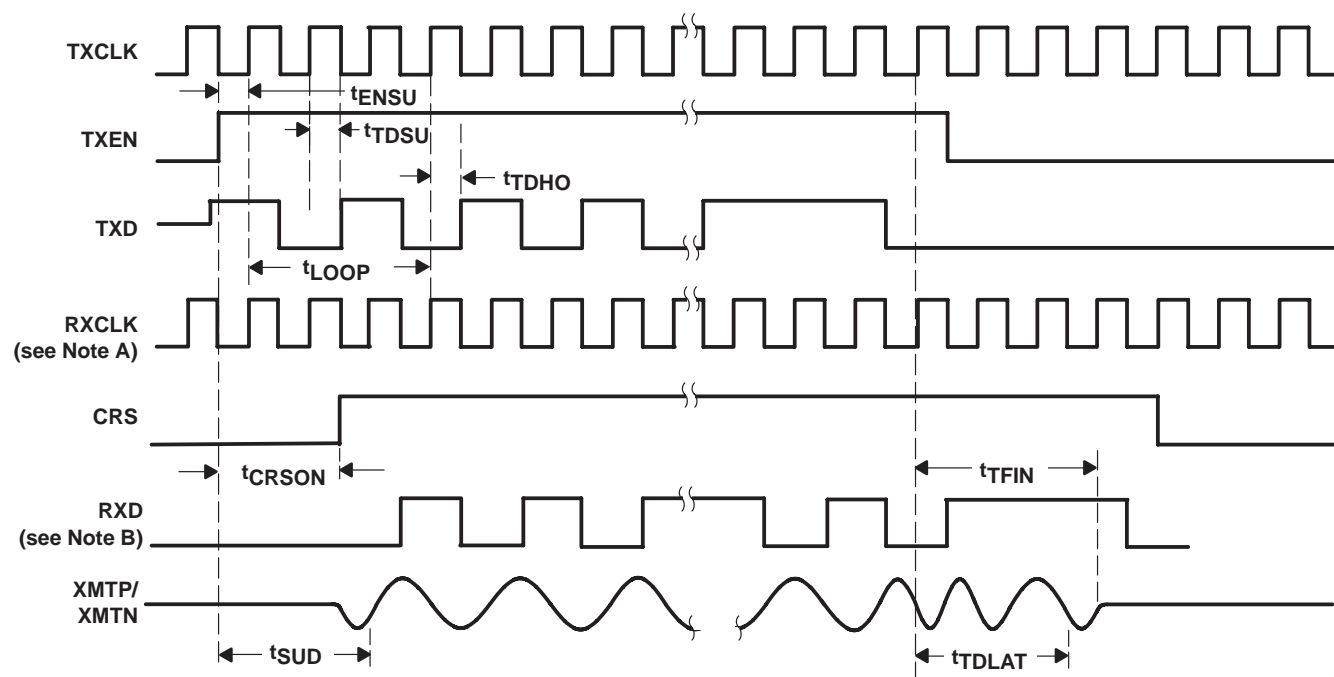 TXCLK
tENSU
TXEN
tTDSU
tTDHO
TXD
tLOOP
RXCLK
(see Note A)
CRS
tCRSON
tTFIN
RXD
(see Note B)
XMTP/
XMTN
tSUD
tTDLAT